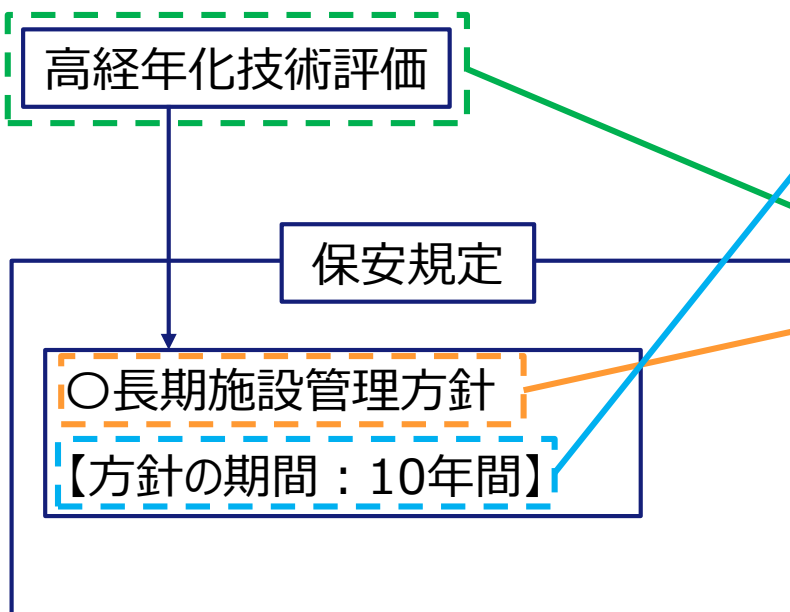 高経年化技術評価
保安規定
○長期施設管理方針
【方針の期間：10年間】